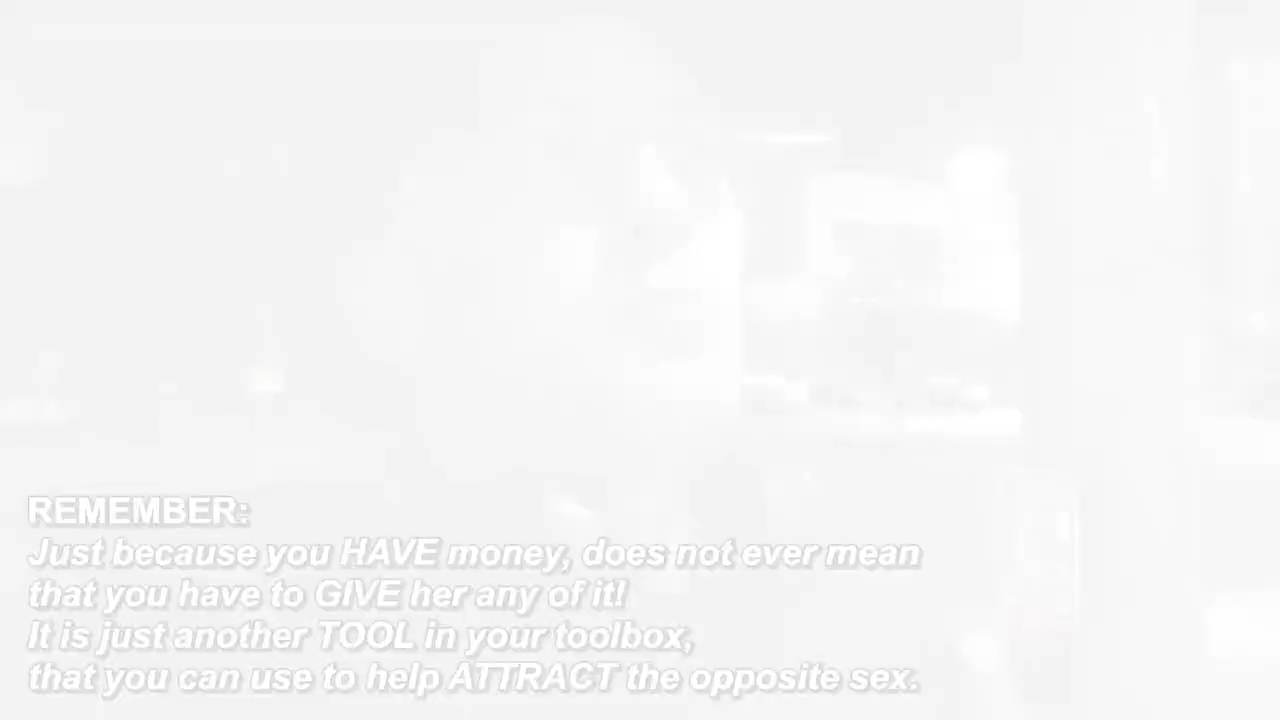 REMEMBER:
Just because you HAVE money, does not ever mean
that you have to GIVE her any of it!
It is just another TOOL in your toolbox,
that you can use to help ATTRACT the opposite sex.